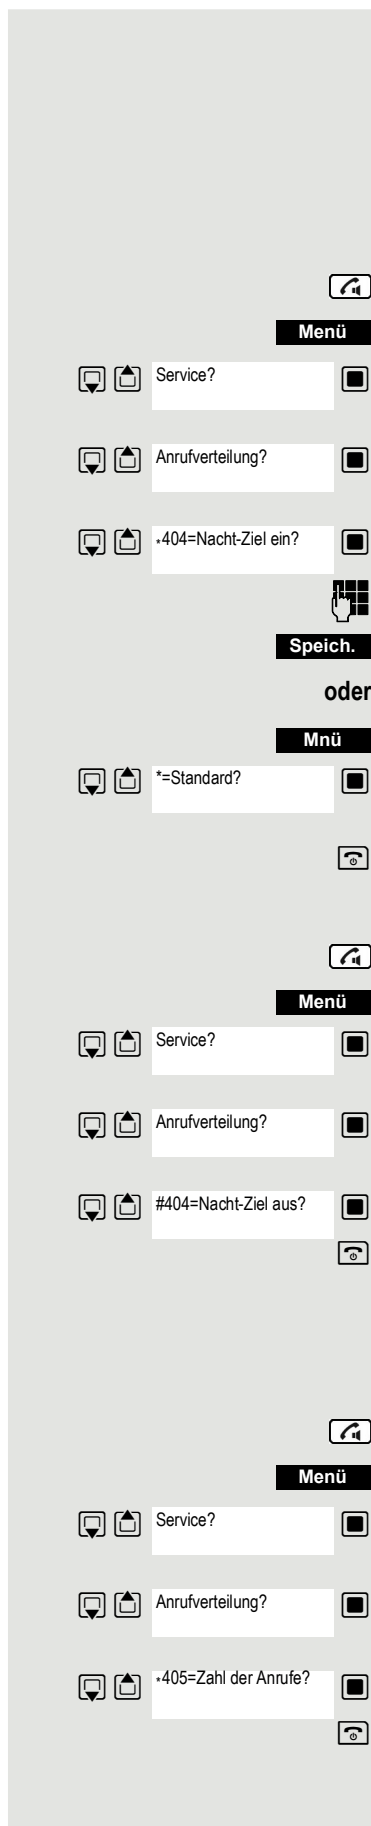 Menü
Service?
Anrufverteilung?
*404=Nacht-Ziel ein?
Speich.
oder
Mnü
*=Standard?
Menü
Service?
Anrufverteilung?
#404=Nacht-Ziel aus?
Menü
Service?
Anrufverteilung?
*405=Zahl der Anrufe?